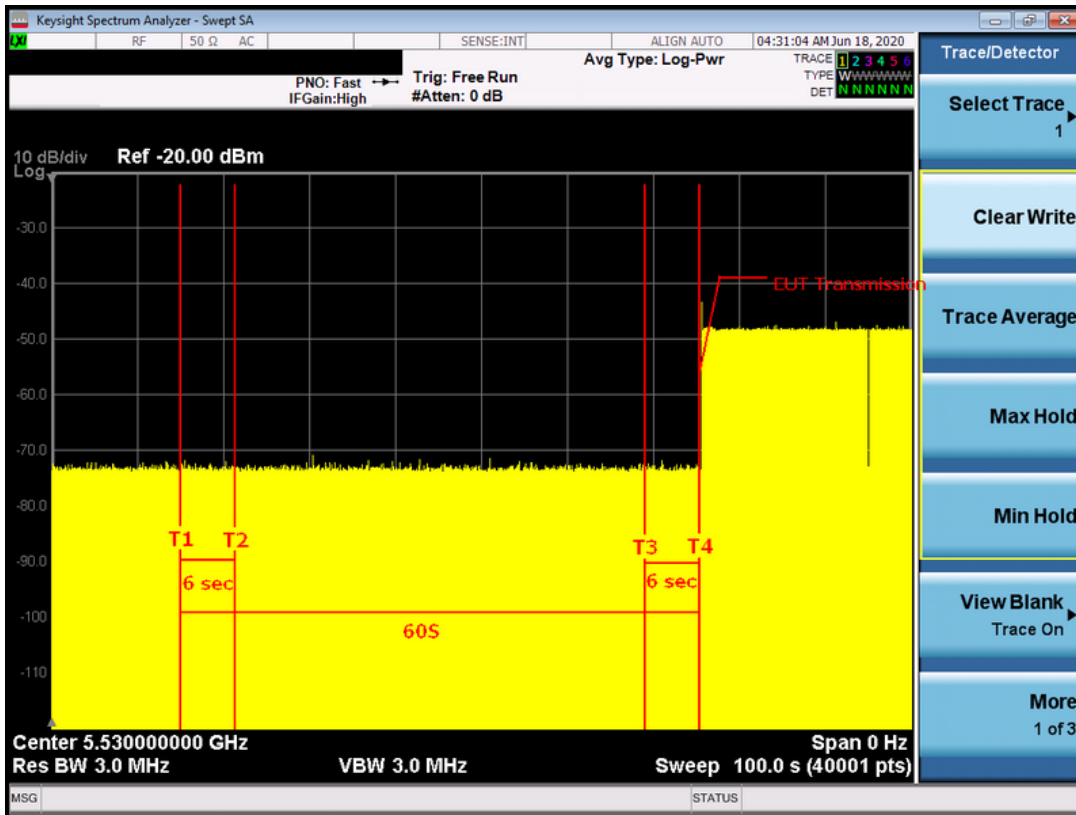 Keysight Spectrum Analyzer - Swept SA
LXI RF 50 Ω AC SENSE:INT ALIGN AUTO 04:31:04 AM Jun 18, 2020
Avg Type: Log-Pwr
TRACE 1 2 3 4 5 6
PNO: Fast Trig: Free Run
TYPE WWWWWW
IFGain:High #Atten: 0 dB
DET N N N N N N
10 dB/div Ref -20.00 dBm
Log
-30.0
-40.0
EUT Transmission
-50.0
-60.0
-70.0
-80.0
T1 T2 T3 T4
-90.0
6 sec 6 sec
-100
60S
-110
Center 5.530000000 GHz Span 0 Hz
Res BW 3.0 MHz VBW 3.0 MHz Sweep 100.0 s (40001 pts)
MSG STATUS
Trace/Detector
Select Trace
1
Clear Write
Trace Average
Max Hold
Min Hold
View Blank
Trace On
More
1 of 3